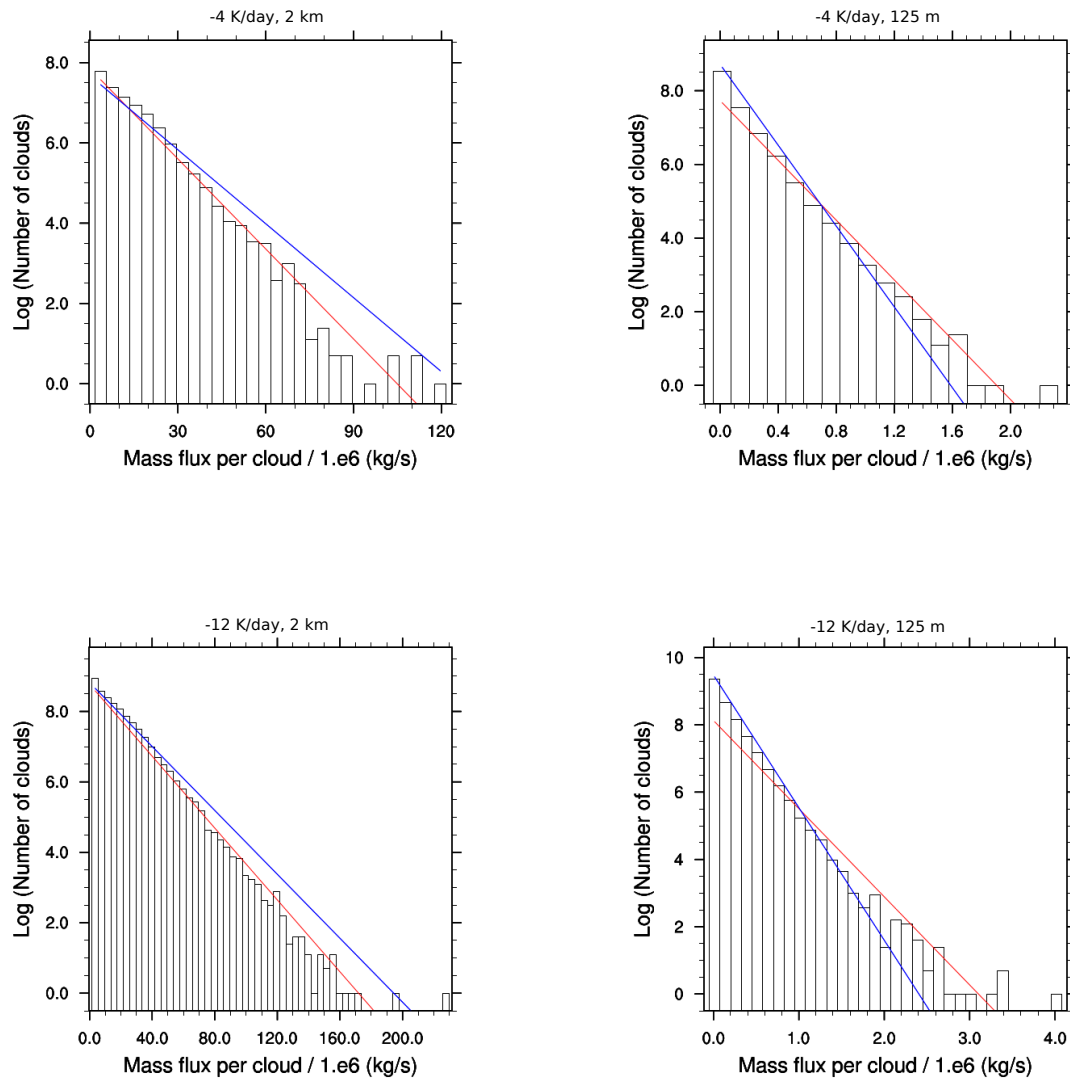 -4 K/day, 2 km
8.0
6.0
4.0
2.0
0.0
Log (Number of clouds)
0 30 60 90 120
Mass flux per cloud / 1.e6 (kg/s)
-4 K/day, 125 m
8.0
6.0
4.0
2.0
0.0
Log (Number of clouds)
0.0 0.4 0.8 1.2 1.6 2.0
Mass flux per cloud / 1.e6 (kg/s)
-12 K/day, 2 km
8.0
6.0
4.0
2.0
0.0
Log (Number of clouds)
0.0 40.0 80.0 120.0 160.0 200.0
Mass flux per cloud / 1.e6 (kg/s)
-12 K/day, 125 m
10
8
6
4
2
0
Log (Number of clouds)
0.0 1.0 2.0 3.0 4.0
Mass flux per cloud / 1.e6 (kg/s)